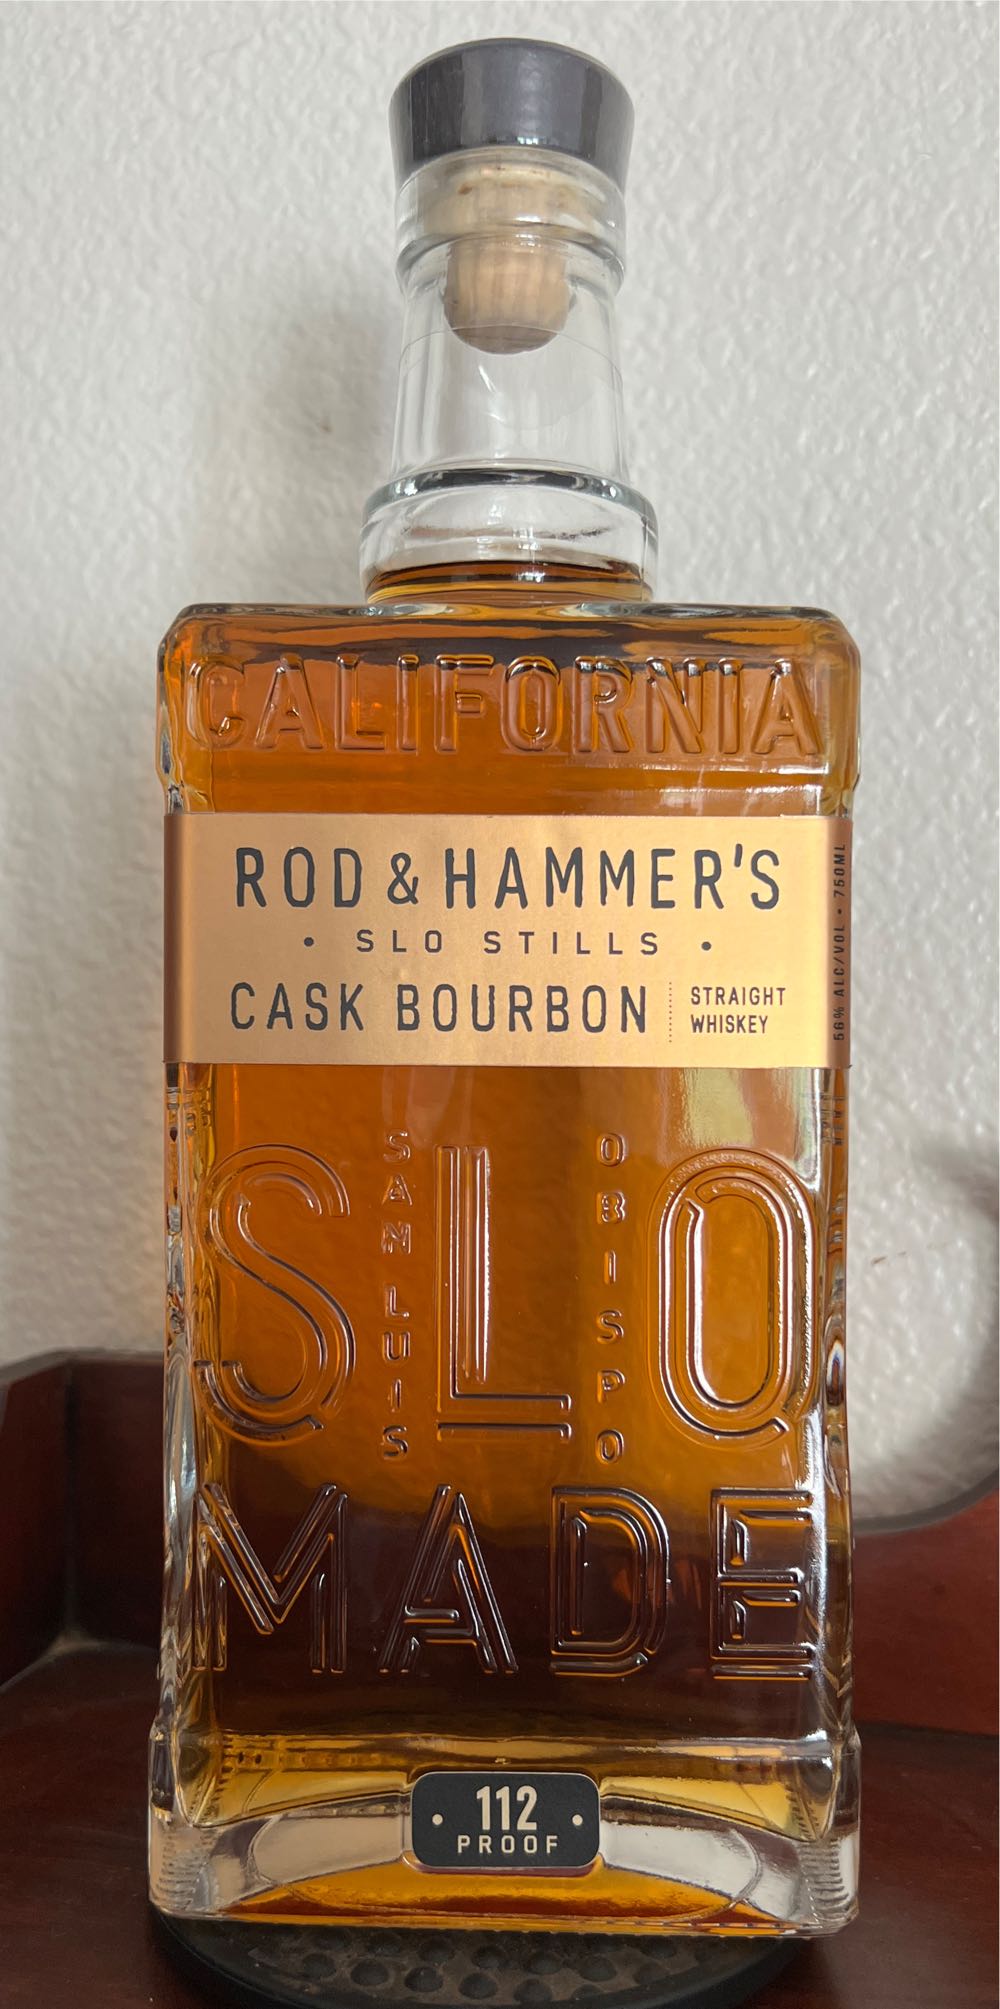 CALIFORNIA
ROD & HAMMER'S
• SLO STILLS •
CASK BOURBON
STRAIGHT
WHISKEY
56% ALC/VOL • 750ML
SLO
SAN LUIS
OBISPO
MADE
• 112 •
PROOF